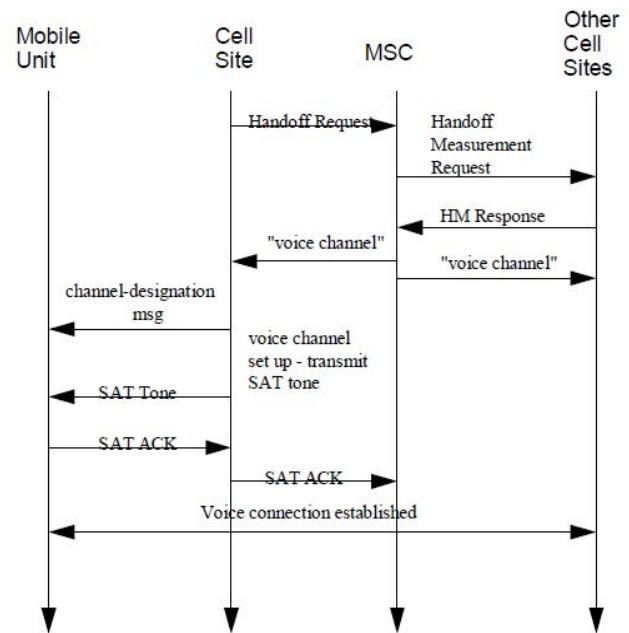 Mobile
Unit
Cell
Site
MSC
Other
Cell
Sites
Handoff Request
Handoff
Measurement
Request
HM Response
"voice channel"
"voice channel"
channel-designation
msg
voice channel
set up - transmit
SAT tone
SAT Tone
SAT ACK
SAT ACK
Voice connection established